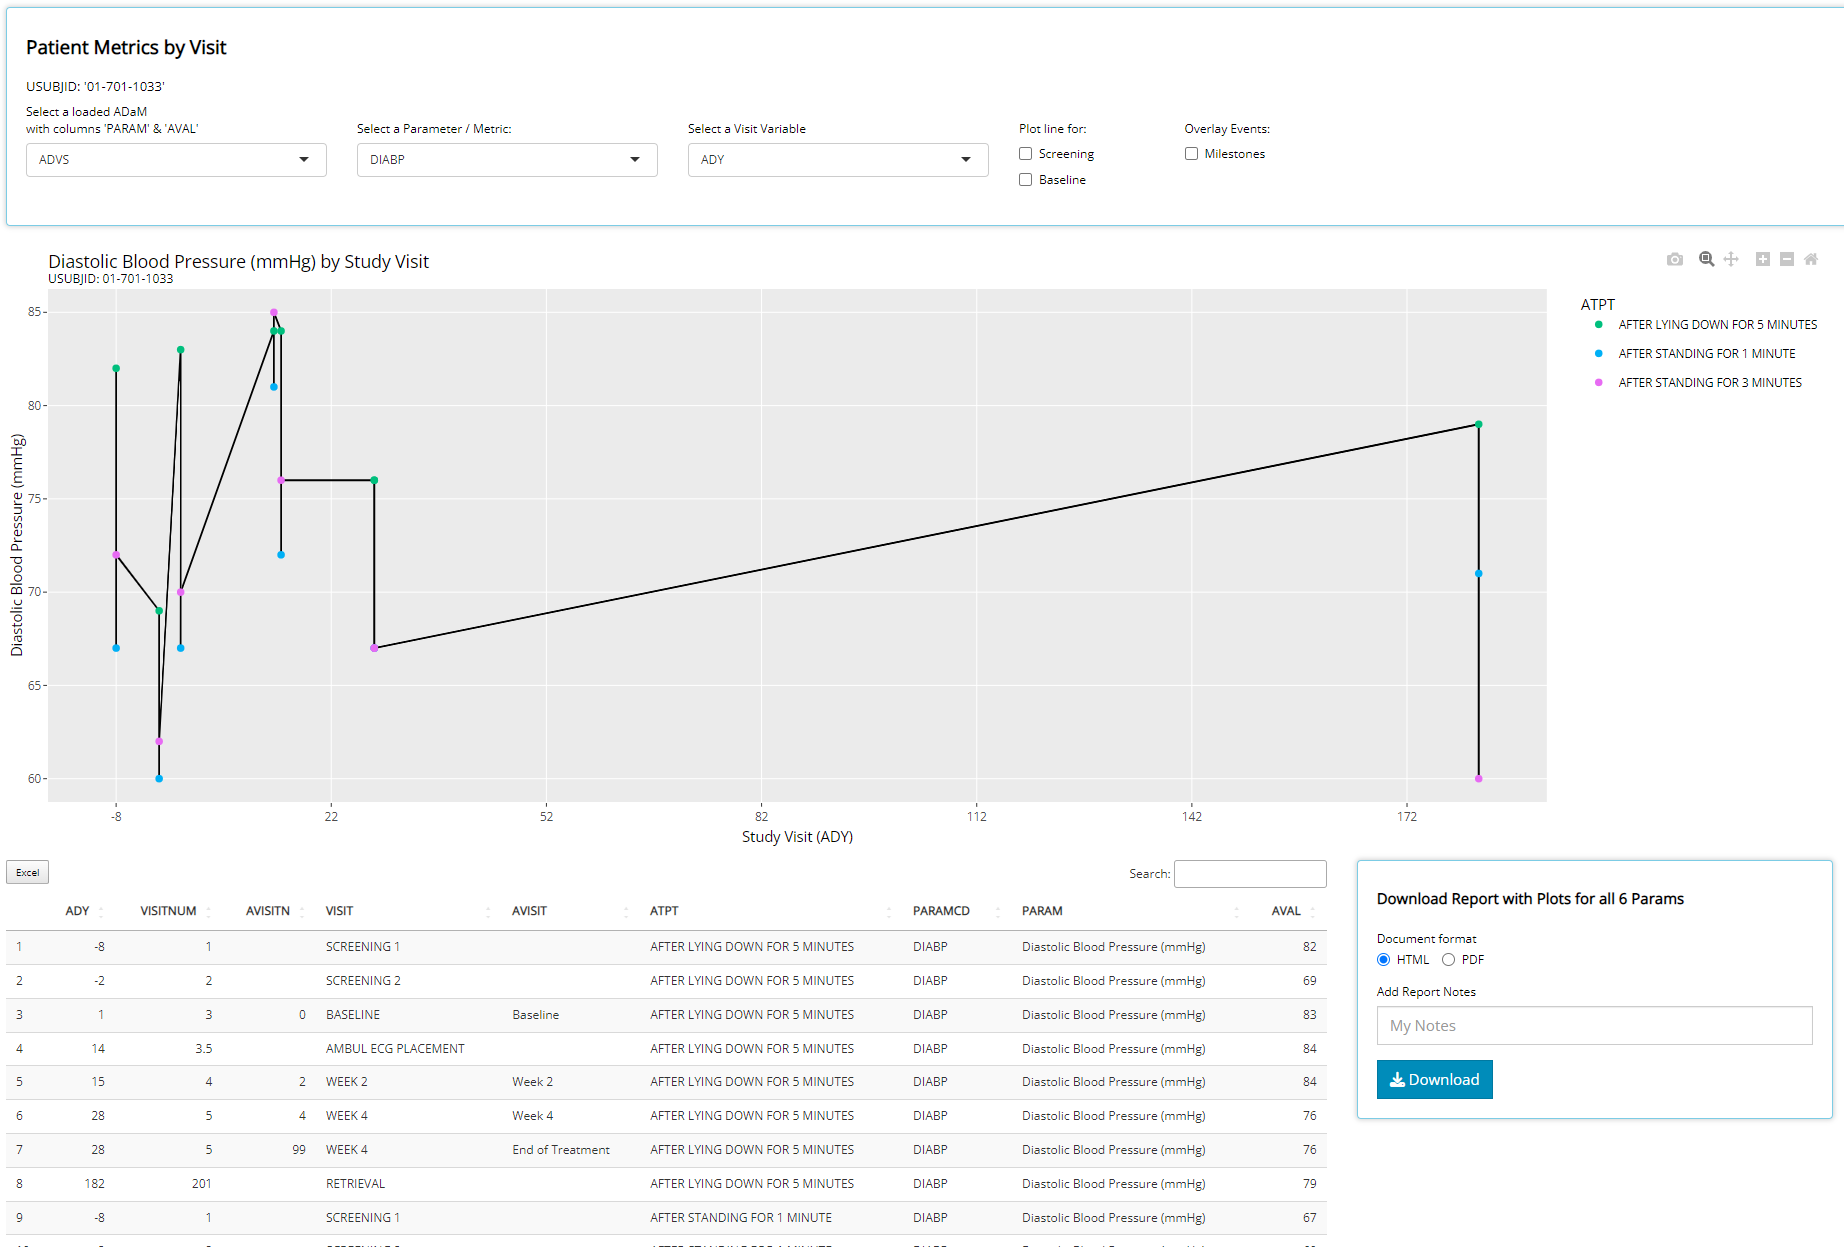 Patient Metrics by Visit
USUBJID: '01-701-1033'
Select a loaded ADaM
with columns 'PARAM' & 'AVAL'
Select a Parameter / Metric:
Select a Visit Variable
Plot line for:
Overlay Events:
ADVS
DIABP
ADY
Screening
Baseline
Milestones
Diastolic Blood Pressure (mmHg) by Study Visit
USUBJID: 01-701-1033
Diastolic Blood Pressure (mmHg)
85
80
75
70
65
60
-8 22 52 82 112 142 172
Study Visit (ADY)
ATPT
AFTER LYING DOWN FOR 5 MINUTES
AFTER STANDING FOR 1 MINUTE
AFTER STANDING FOR 3 MINUTES
Excel
Search:
ADY VISITNUM AVISITN VISIT AVISIT ATPT PARAMCD PARAM AVAL
1 -8 1 SCREENING 1 AFTER LYING DOWN FOR 5 MINUTES DIABP Diastolic Blood Pressure (mmHg) 82
2 -2 2 SCREENING 2 AFTER LYING DOWN FOR 5 MINUTES DIABP Diastolic Blood Pressure (mmHg) 69
3 1 3 0 BASELINE Baseline AFTER LYING DOWN FOR 5 MINUTES DIABP Diastolic Blood Pressure (mmHg) 83
4 14 3.5 AMBUL ECG PLACEMENT AFTER LYING DOWN FOR 5 MINUTES DIABP Diastolic Blood Pressure (mmHg) 84
5 15 4 2 WEEK 2 Week 2 AFTER LYING DOWN FOR 5 MINUTES DIABP Diastolic Blood Pressure (mmHg) 84
6 28 5 4 WEEK 4 Week 4 AFTER LYING DOWN FOR 5 MINUTES DIABP Diastolic Blood Pressure (mmHg) 76
7 28 5 99 WEEK 4 End of Treatment AFTER LYING DOWN FOR 5 MINUTES DIABP Diastolic Blood Pressure (mmHg) 76
8 182 201 RETRIEVAL AFTER LYING DOWN FOR 5 MINUTES DIABP Diastolic Blood Pressure (mmHg) 79
9 -8 1 SCREENING 1 AFTER STANDING FOR 1 MINUTE DIABP Diastolic Blood Pressure (mmHg) 67
Download Report with Plots for all 6 Params
Document format
HTML PDF
Add Report Notes
My Notes
Download